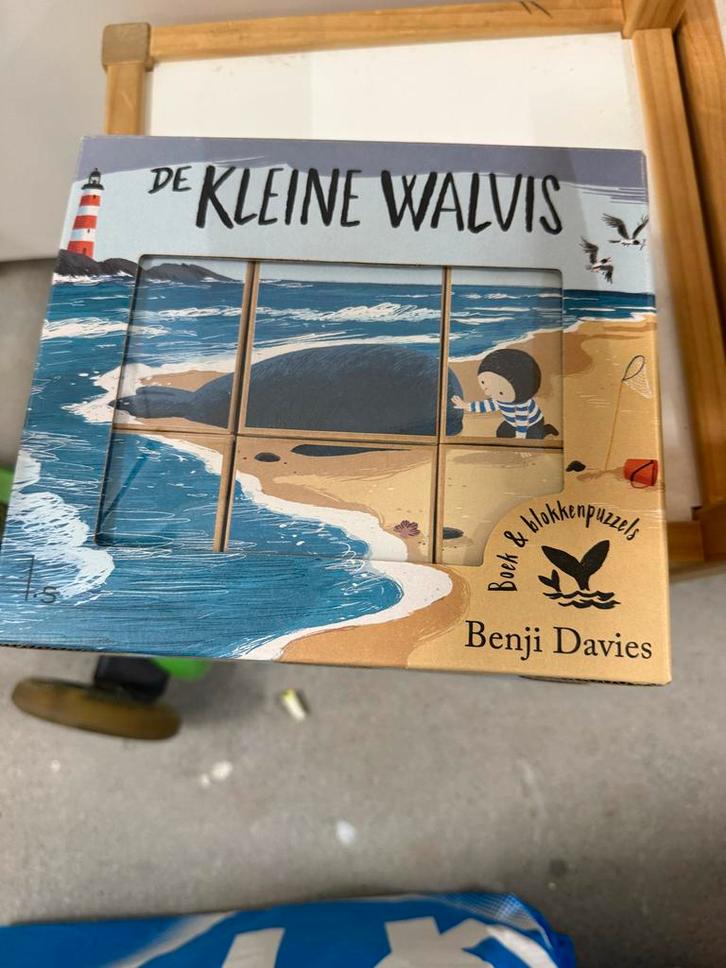 DE KLEINE WALVIS
Boek & blokkenpuzzels
Benji Davies